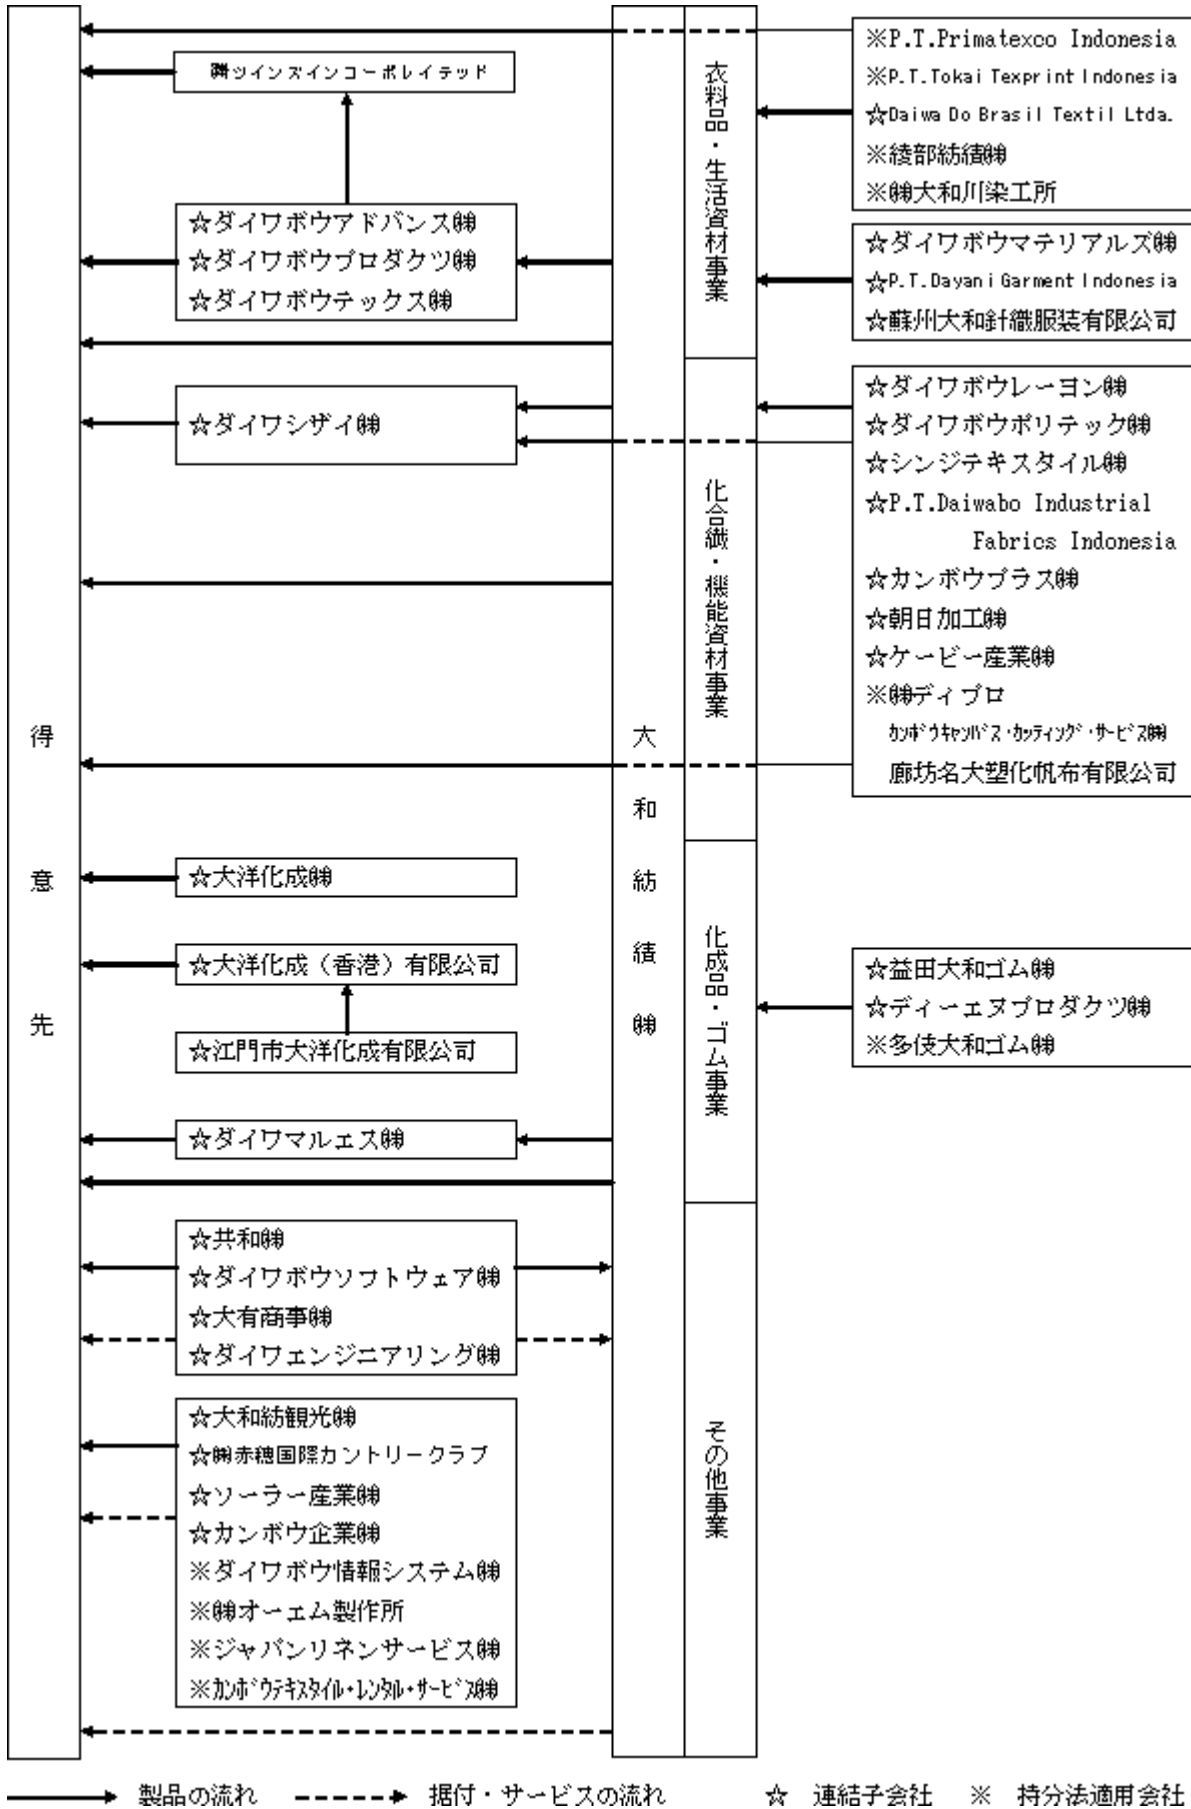 得意先
㈱ツインズインコーポレイテッド
☆ダイワボウアドバンス㈱
☆ダイワボウプロダクツ㈱
☆ダイワボウテックス㈱
☆ダイワシザイ㈱
☆大洋化成㈱
☆大洋化成（香港）有限公司
☆江門市大洋化成有限公司
☆ダイワマルエス㈱
☆共和㈱
☆ダイワボウソフトウェア㈱
☆大有商事㈱
☆ダイワエンジニアリング㈱
☆大和紡観光㈱
☆㈱赤穂国際カントリークラブ
☆ソーラー産業㈱
☆カンボウ企業㈱
※ダイワボウ情報システム㈱
※㈱オーエム製作所
※ジャパンリネンサービス㈱
※ｶﾝﾎﾞｳﾃｷｽﾀｲﾙ・ﾚﾝﾀﾙ・ｻｰﾋﾞｽ㈱
大和紡績㈱
衣料品・生活資材事業
化合繊・機能資材事業
化成品・ゴム事業
その他事業
※P.T.Primatexco Indonesia
※P.T.Tokai Texprint Indonesia
☆Daiwa Do Brasil Textil Ltda.
※綾部紡績㈱
※㈱大和川染工所
☆ダイワボウマテリアルズ㈱
☆P.T.Dayani Garment Indonesia
☆蘇州大和針織服装有限公司
☆ダイワボウレーヨン㈱
☆ダイワボウポリテック㈱
☆シンジテキスタイル㈱
☆P.T.Daiwabo Industrial
Fabrics Indonesia
☆カンボウプラス㈱
☆朝日加工㈱
☆ケービー産業㈱
※㈱ディプロ
ｶﾝﾎﾞｳｷｬﾝﾊﾞｽ・ｶｯﾃｨﾝｸﾞ・ｻｰﾋﾞｽ㈱
廊坊名大塑化帆布有限公司
☆益田大和ゴム㈱
☆ディーエヌプロダクツ㈱
※多伎大和ゴム㈱
製品の流れ 据付・サービスの流れ ☆ 連結子会社 ※ 持分法適用会社